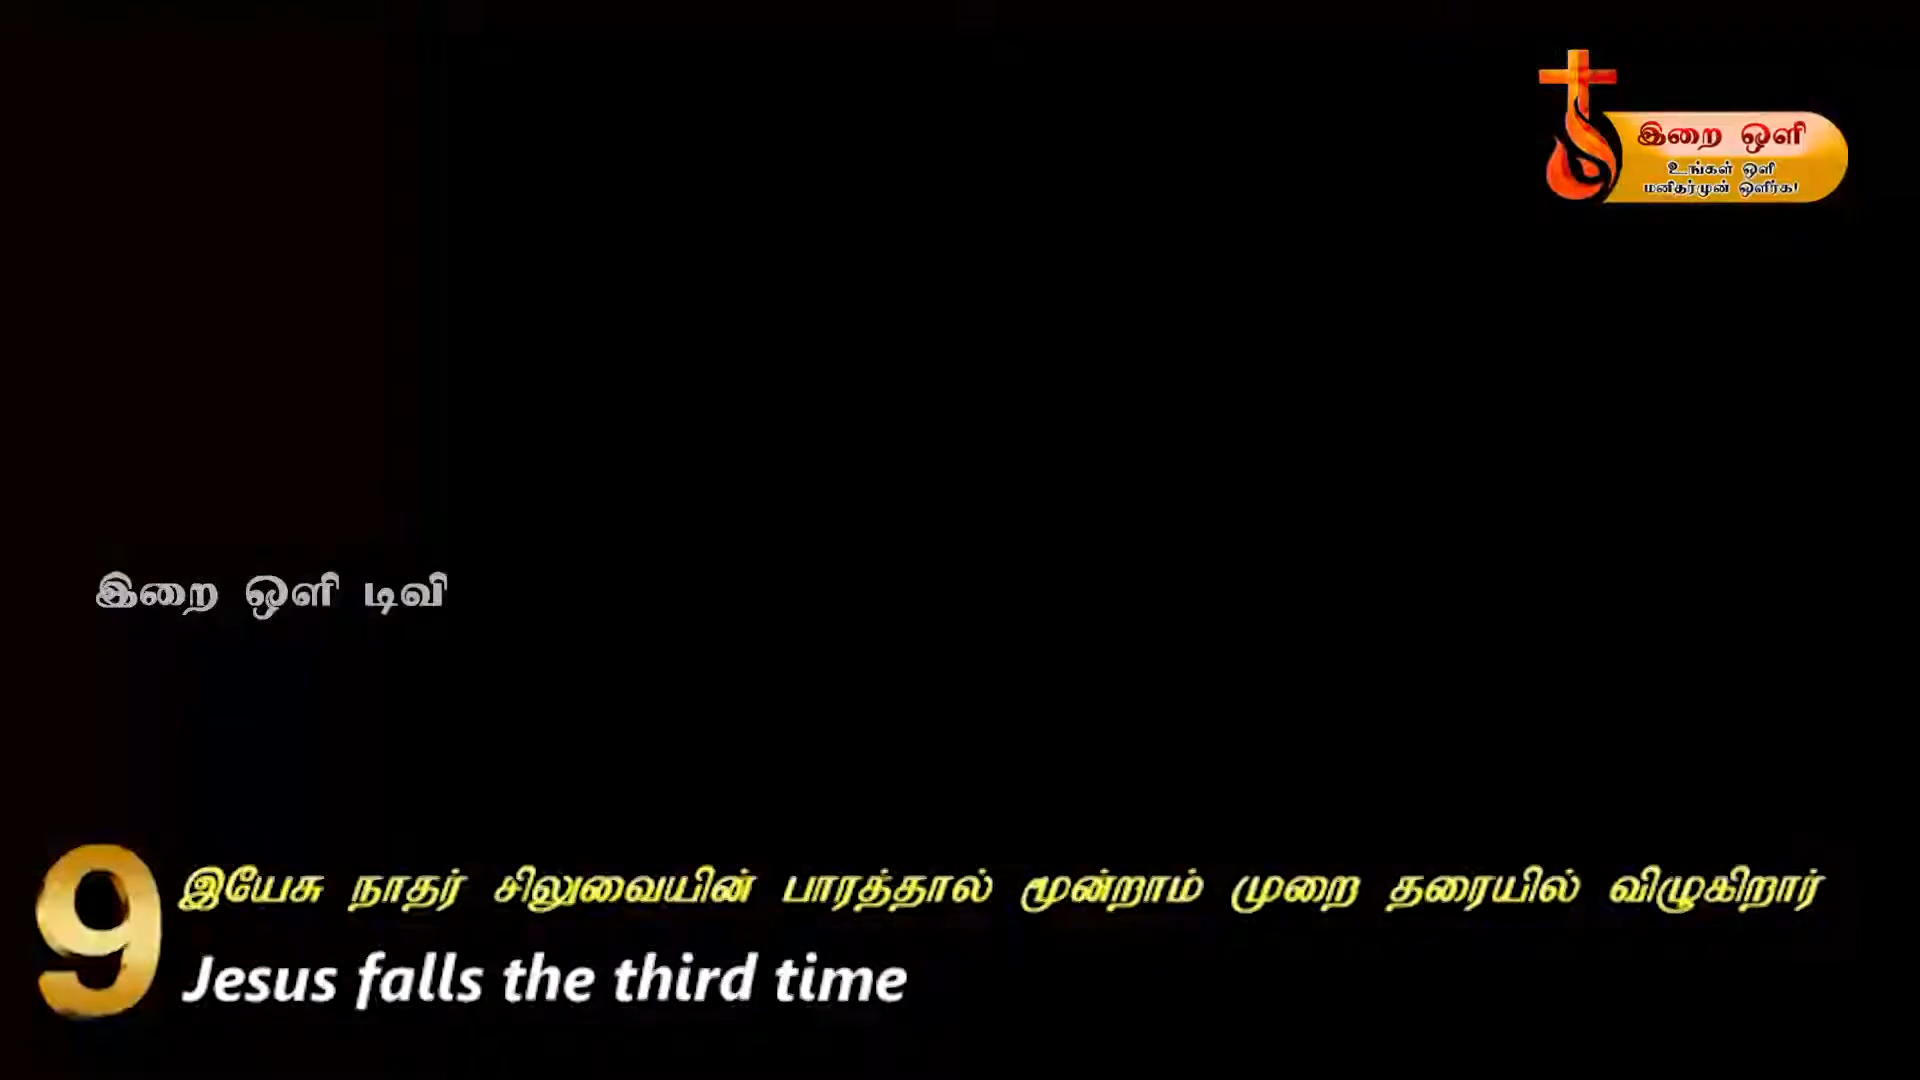 இறை ஒளி
உங்கள் ஒளி
மனிதர்முன் ஒளிர்க!
இறை ஒளி டிவி
9
இயேசு நாதர் சிலுவையின் பாரத்தால் மூன்றாம் முறை தரையில் விழுகிறார்
Jesus falls the third time